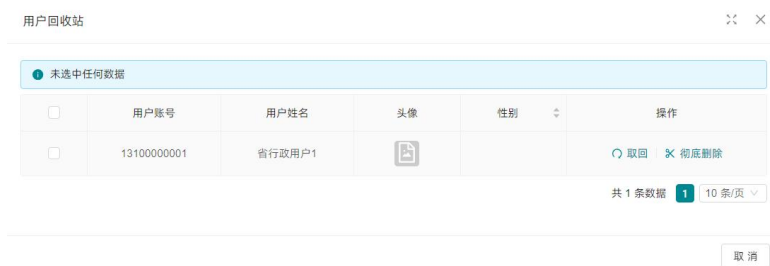 用户回收站
未选中任何数据
用户账号 用户姓名 头像 性别 操作
13100000001 省行政用户1 取回 彻底删除
共 1 条数据 1 10 条/页
取 消